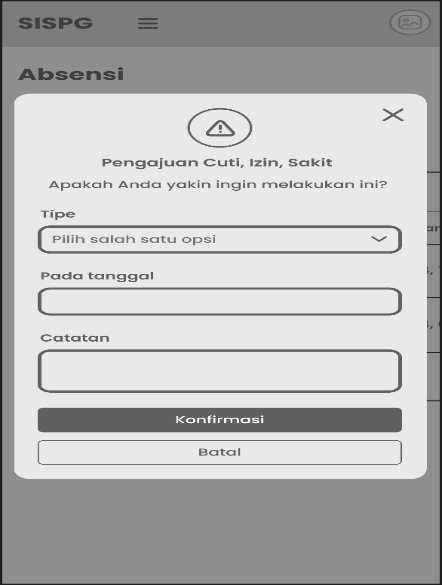 SISPG
Absensi
Pengajuan Cuti, Izin, Sakit
Apakah Anda yakin ingin melakukan ini?
Tipe
Pilih salah satu opsi
Pada tanggal
Catatan
Konfirmasi
Batal